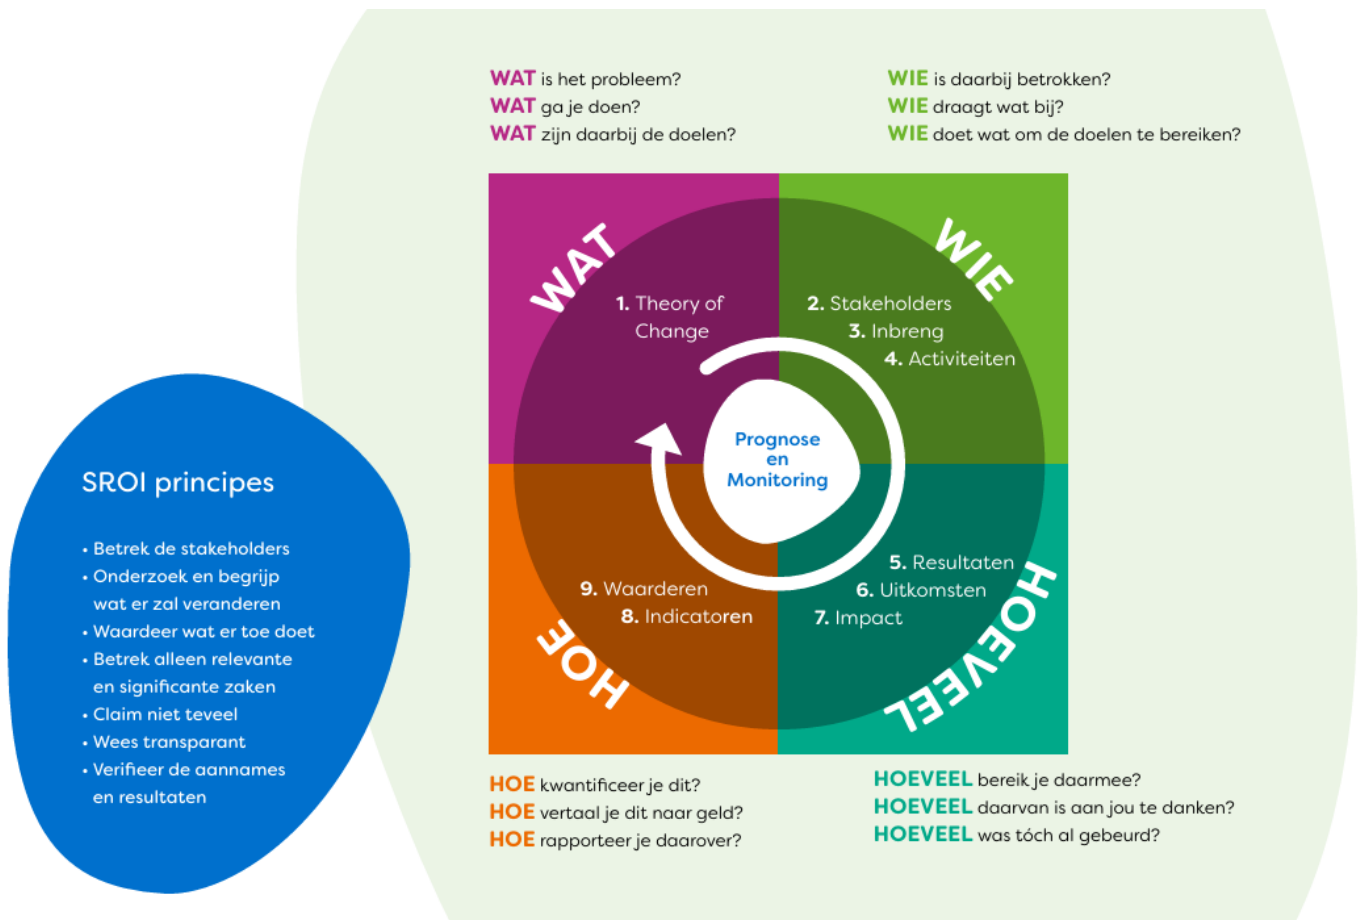 WAT is het probleem?
WAT ga je doen?
WAT zijn daarbij de doelen?
WIE is daarbij betrokken?
WIE draagt wat bij?
WIE doet wat om de doelen te bereiken?
WAT
1. Theory of
Change
WIE
2. Stakeholders
3. Inbreng
4. Activiteiten
Prognose
en
Monitoring
SROI principes
• Betrek de stakeholders
• Onderzoek en begrijp
wat er zal veranderen
• Waardeer wat er toe doet
• Betrek alleen relevante
en significante zaken
• Claim niet teveel
• Wees transparant
• Verifieer de aannames
en resultaten
5. Resultaten
6. Uitkomsten
7. Impact
HOEVEEL
9. Waarderen
8. Indicatoren
HOE
HOE kwantificeer je dit?
HOE vertaal je dit naar geld?
HOE rapporteer je daarover?
HOEVEEL bereik je daarmee?
HOEVEEL daarvan is aan jou te danken?
HOEVEEL was tóch al gebeurd?